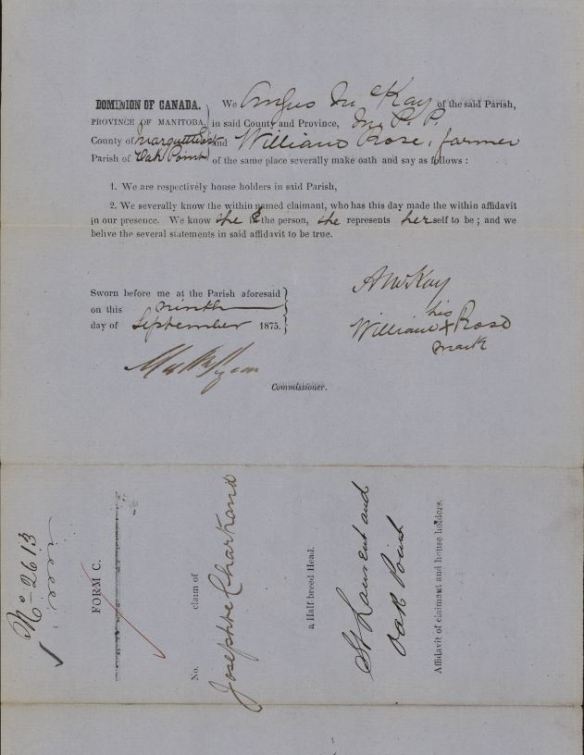 DOMINION OF CANADA. We Angus McKay of the said Parish,
PROVINCE OF MANITOBA, in said County and Province, M. P. P.
County of Marquette and William Rose, farmer
Parish of Oak Point of the same place severally make oath and say as follows :
1. We are respectively house holders in said Parish,
2. We severally know the within named claimant, who has this day made the within affidavit
in our presence. We know she is the person, she represents herself to be ; and we
belive the several statements in said affidavit to be true.
Sworn before me at the Parish aforesaid
on this ninth
day of September 1875.
A McKay
his
William X Rose
mark
Commissioner.
No 2613
FORM C.
No. claim of
Josephte Chartrand
a Half-breed Head.
St Laurent and
Oak Point
Affidavit of claimant and house holders.